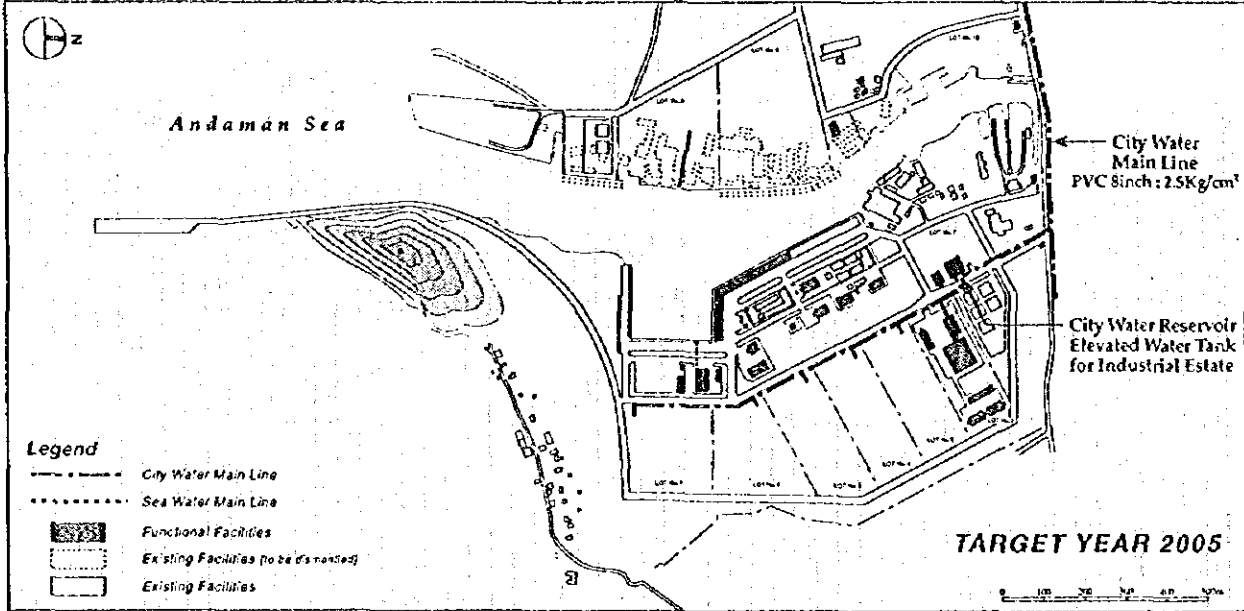 N
Andaman Sea
City Water
Main Line
PVC 8inch : 2.5Kg/cm²
City Water Reservoir
Elevated Water Tank
for Industrial Estate
Legend
City Water Main Line
Sea Water Main Line
Functional Facilities
Existing Facilities (to be dismantled)
Existing Facilities
TARGET YEAR 2005